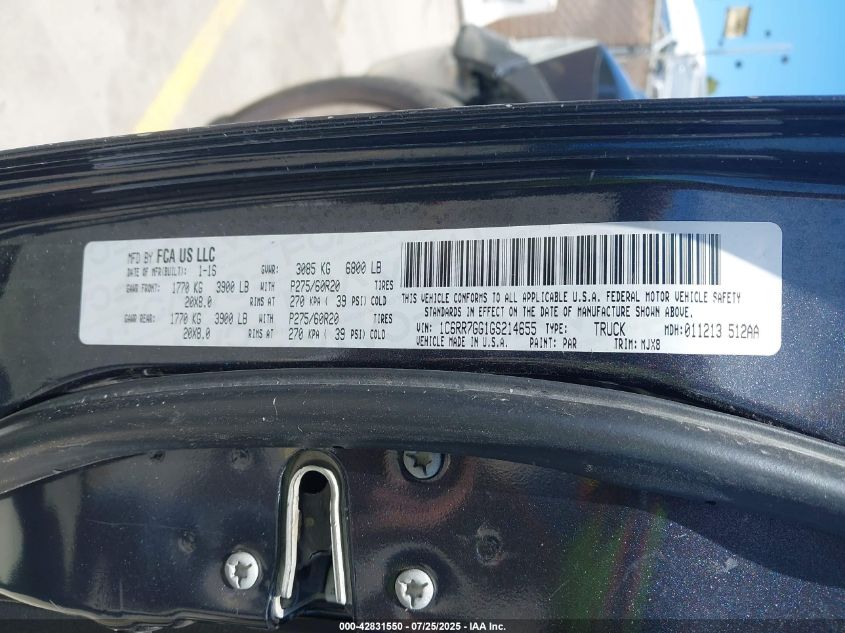 MFD BY FCA US LLC
DATE OF MFR(BUILT): 1-16 GVWR: 3085 KG 6800 LB
GAWR FRONT: 1770 KG 3900 LB WITH P275/60R20 TIRES
20X8.0 RIMS AT 270 KPA ( 39 PSI) COLD
GAWR REAR: 1770 KG 3900 LB WITH P275/60R20 TIRES
20X8.0 RIMS AT 270 KPA ( 39 PSI) COLD
THIS VEHICLE CONFORMS TO ALL APPLICABLE U.S.A. FEDERAL MOTOR VEHICLE SAFETY
STANDARDS IN EFFECT ON THE DATE OF MANUFACTURE SHOWN ABOVE.
VIN: 1C6RR7GG1GS214655 TYPE: TRUCK MDH: 011213 512AA
VEHICLE MADE IN U.S.A. PAINT: PAR TRIM: MJX8
000-42831550 - 07/25/2025 - IAA Inc.